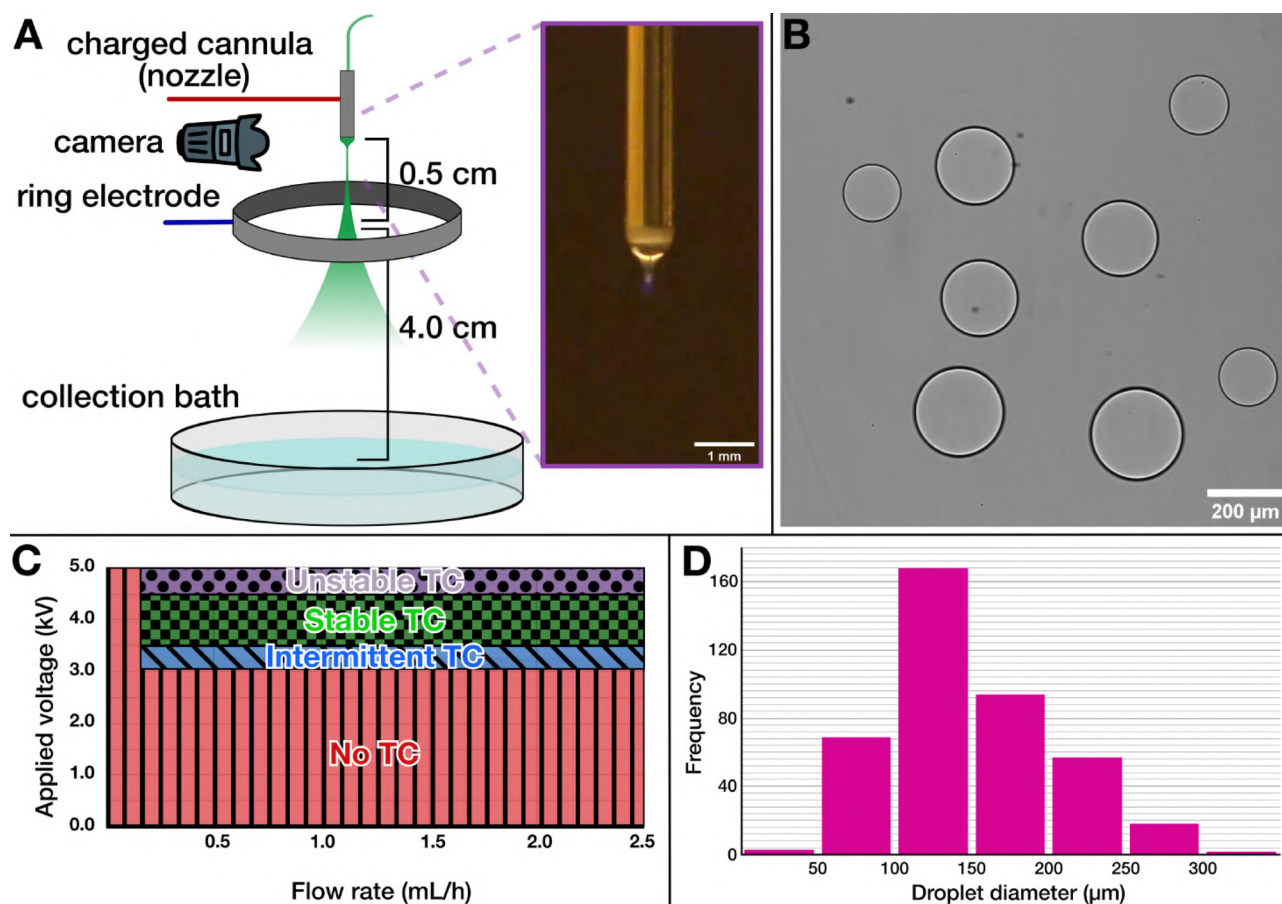 A
charged cannula
(nozzle)
camera
ring electrode
0.5 cm
4.0 cm
collection bath
1 mm
B
200 µm
C
Applied voltage (kV)
5.0
4.0
3.0
2.0
1.0
0.0
Unstable TC
Stable TC
Intermittent TC
No TC
0.5
1.0
1.5
2.0
2.5
Flow rate (mL/h)
D
Frequency
160
120
80
40
0
50
100
150
200
250
300
Droplet diameter (µm)